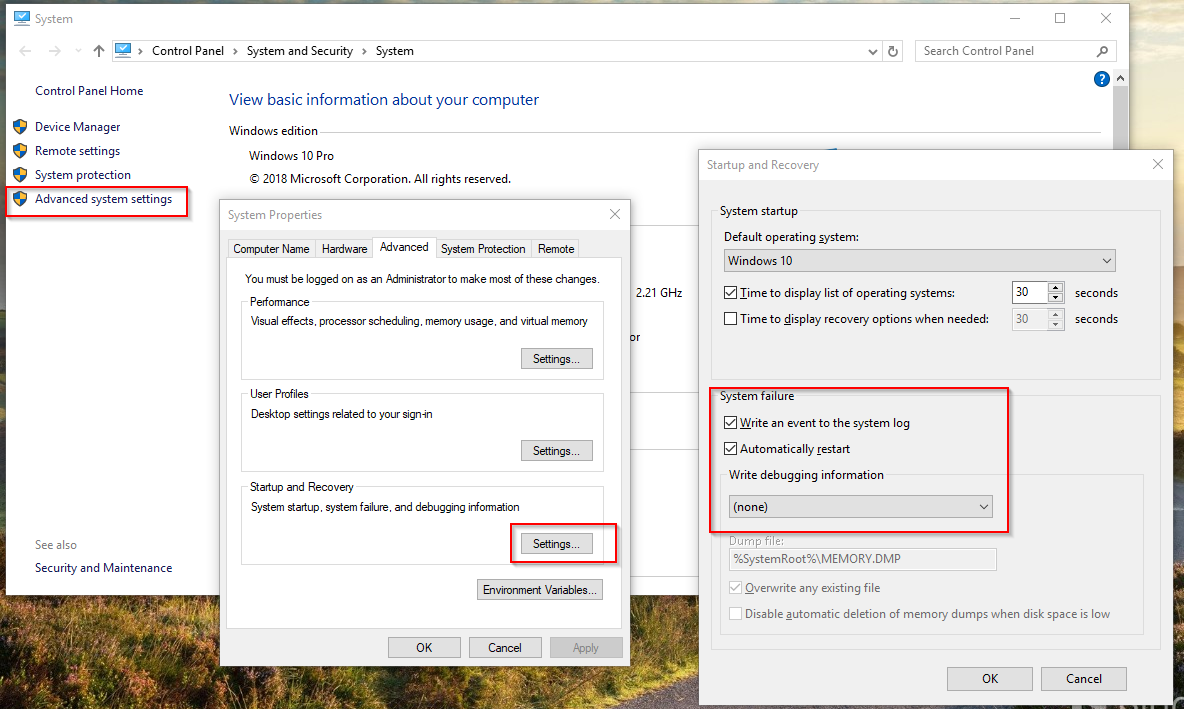 System
Control Panel
System and Security
System
Search Control Panel
?
Control Panel Home
Device Manager
Remote settings
System protection
Advanced system settings
See also
Security and Maintenance
View basic information about your computer
Windows edition
Windows 10 Pro
© 2018 Microsoft Corporation. All rights reserved.
2.21 GHz
or
System Properties
Computer Name
Hardware
Advanced
System Protection
Remote
You must be logged on as an Administrator to make most of these changes.
Performance
Visual effects, processor scheduling, memory usage, and virtual memory
Settings...
User Profiles
Desktop settings related to your sign-in
Settings...
Startup and Recovery
System startup, system failure, and debugging information
Settings...
Environment Variables...
OK
Cancel
Apply
Startup and Recovery
System startup
Default operating system:
Windows 10
Time to display list of operating systems:
30
seconds
Time to display recovery options when needed:
30
seconds
System failure
Write an event to the system log
Automatically restart
Write debugging information
(none)
Dump file:
%SystemRoot%\MEMORY.DMP
Overwrite any existing file
Disable automatic deletion of memory dumps when disk space is low
OK
Cancel